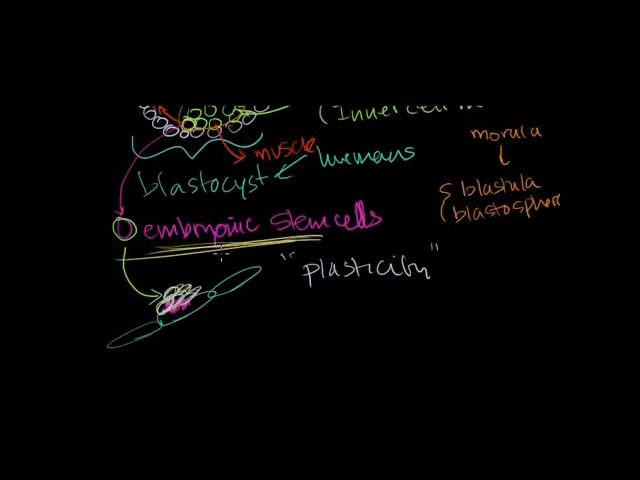 (Inner cell m
morula
muscle
humans
blastocyst
blastula
(blastosphere
embryonic stem cells
"plasticity"